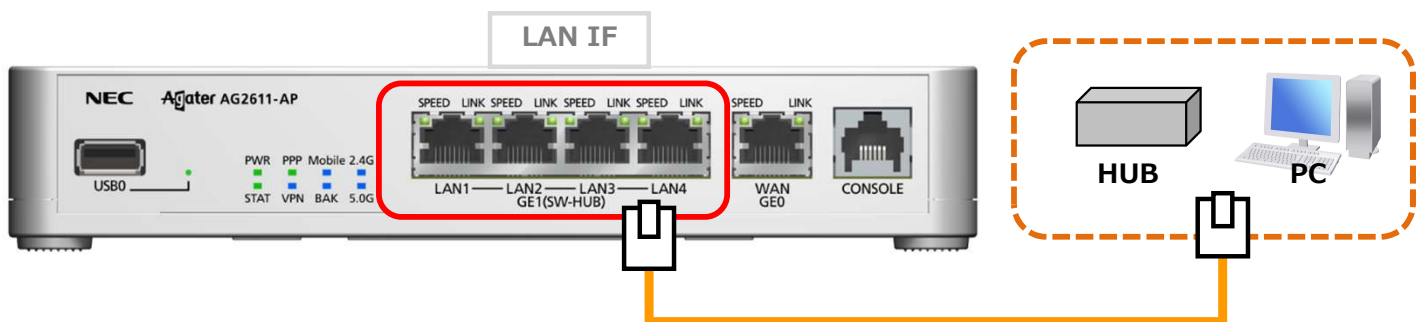 LAN IF
NEC Agater AG2611-AP
SPEED LINK SPEED LINK SPEED LINK SPEED LINK
SPEED LINK
USB0
PWR PPP Mobile 2.4G
STAT VPN BAK 5.0G
LAN1 LAN2 LAN3 LAN4
GE1(SW-HUB)
WAN
GE0
CONSOLE
HUB
PC